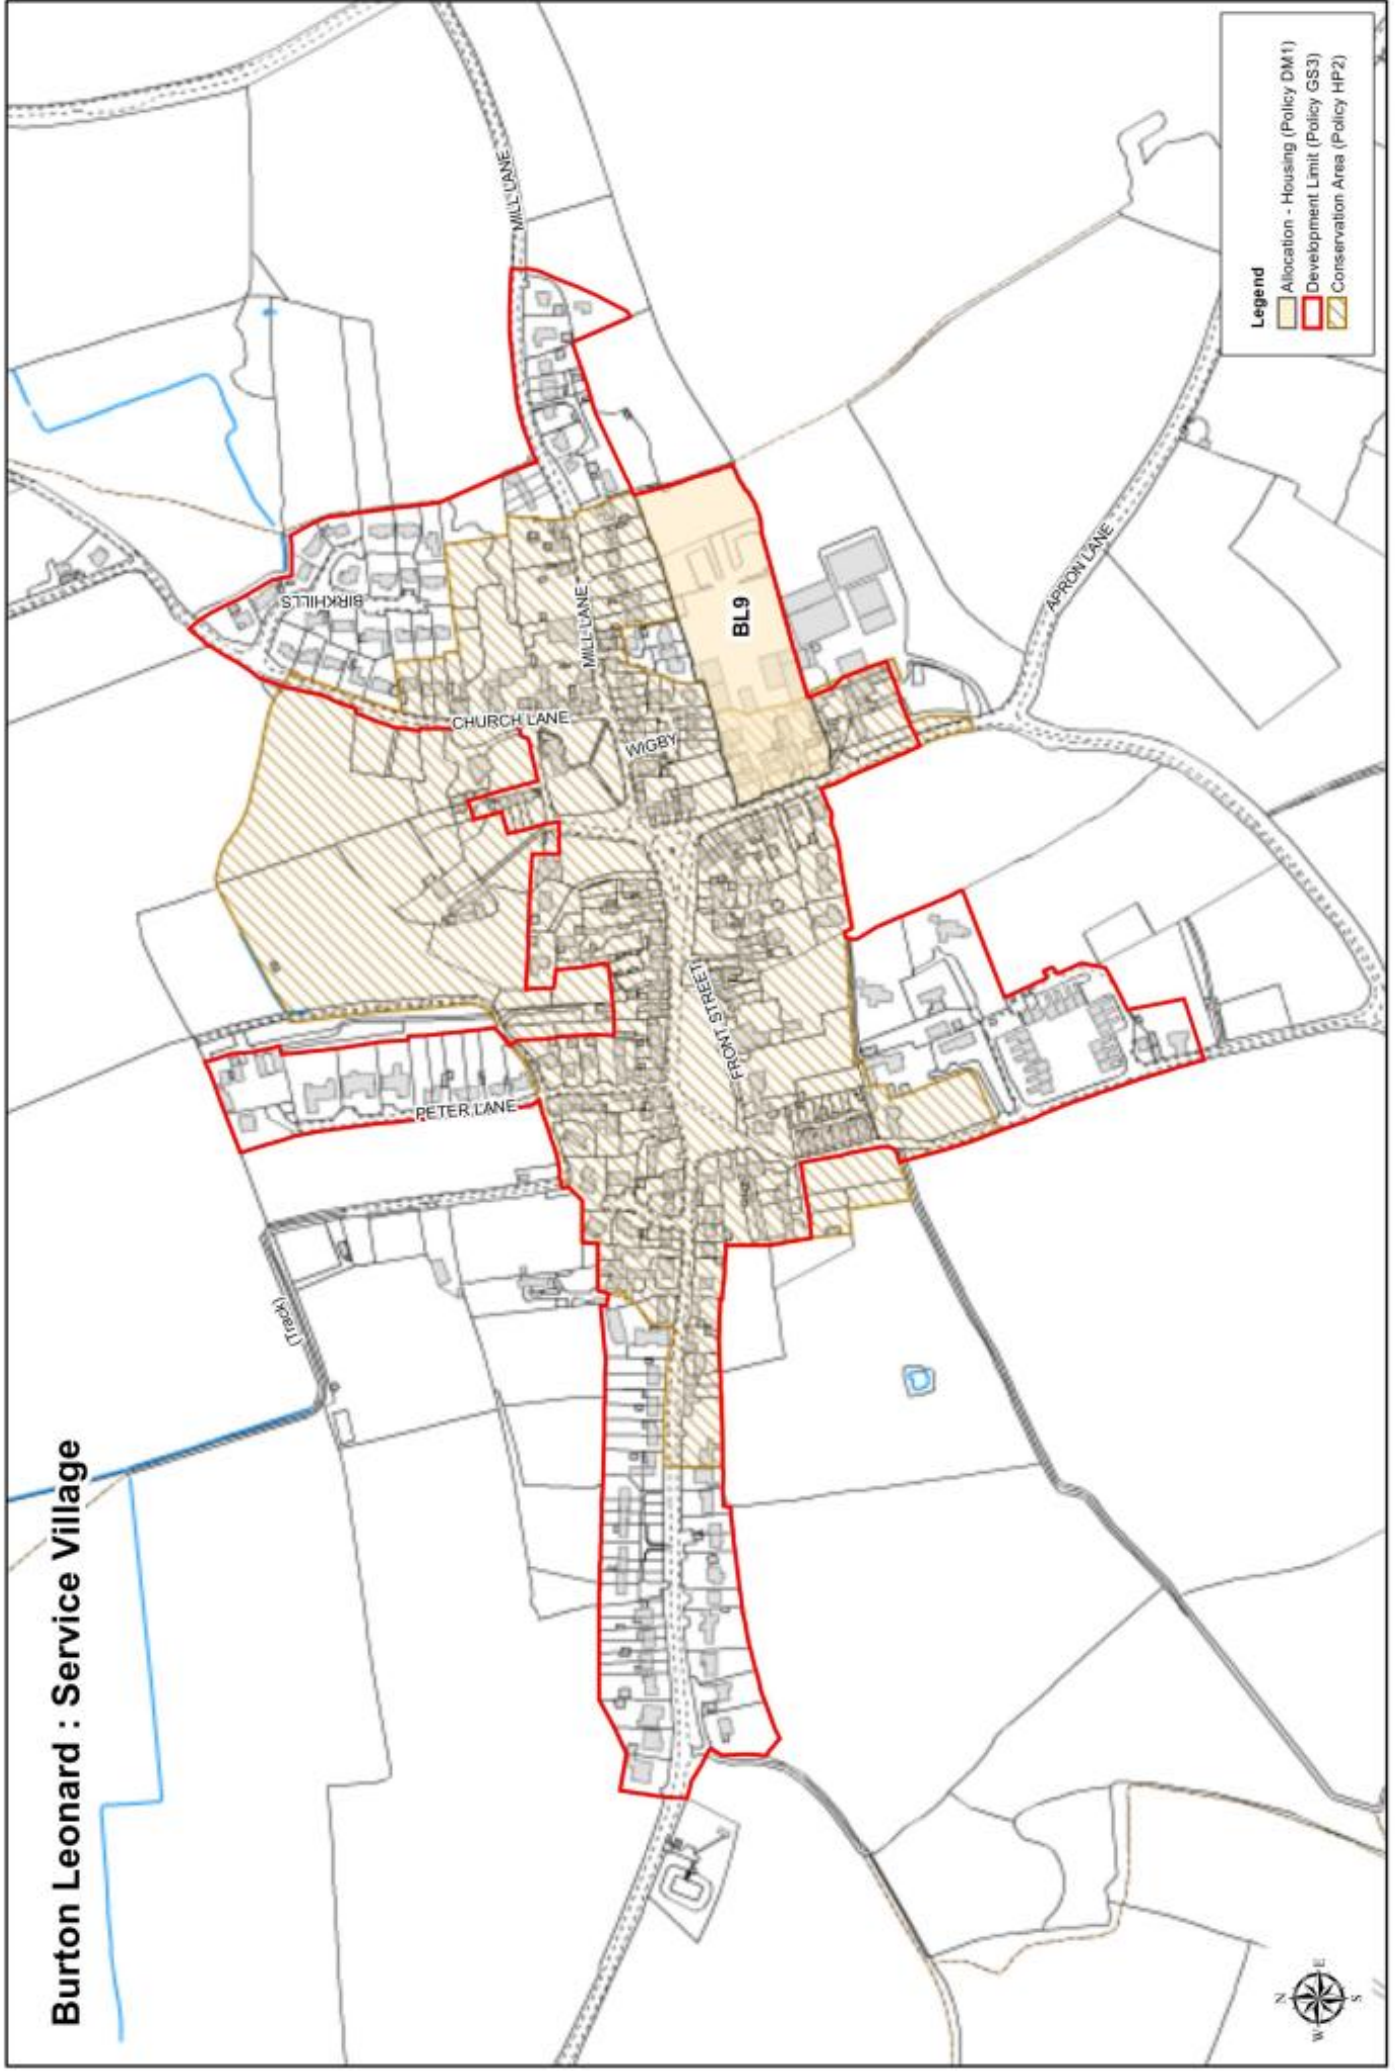 Burton Leonard : Service Village
(Track)
PETER LANE
FRONT STREET
CHURCH LANE
WIGBY
MILL LANE
BIRKHILLS
MILL LANE
BL9
APRON LANE
Legend
Allocation - Housing (Policy DM1)
Development Limit (Policy GS3)
Conservation Area (Policy HP2)
N
W
E
S